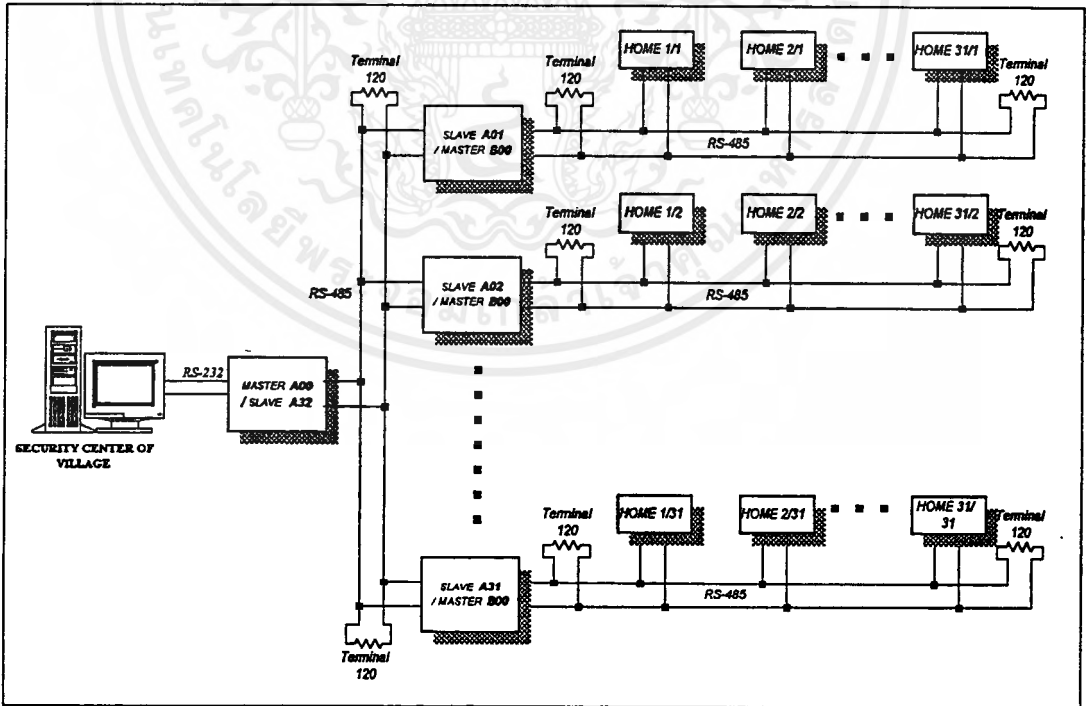 Terminal
120
Terminal
120
HOME 1/1
HOME 2/1
HOME 31/1
Terminal
120
SLAVE A01
/ MASTER B00
RS-485
Terminal
120
HOME 1/2
HOME 2/2
HOME 31/2
Terminal
120
RS-485
SLAVE A02
/ MASTER B00
RS-485
RS-232
MASTER A00
/ SLAVE A32
SECURITY CENTER OF
VILLAGE
Terminal
120
HOME 1/31
HOME 2/31
HOME 31/
31
Terminal
120
SLAVE A31
/ MASTER B00
RS-485
Terminal
120